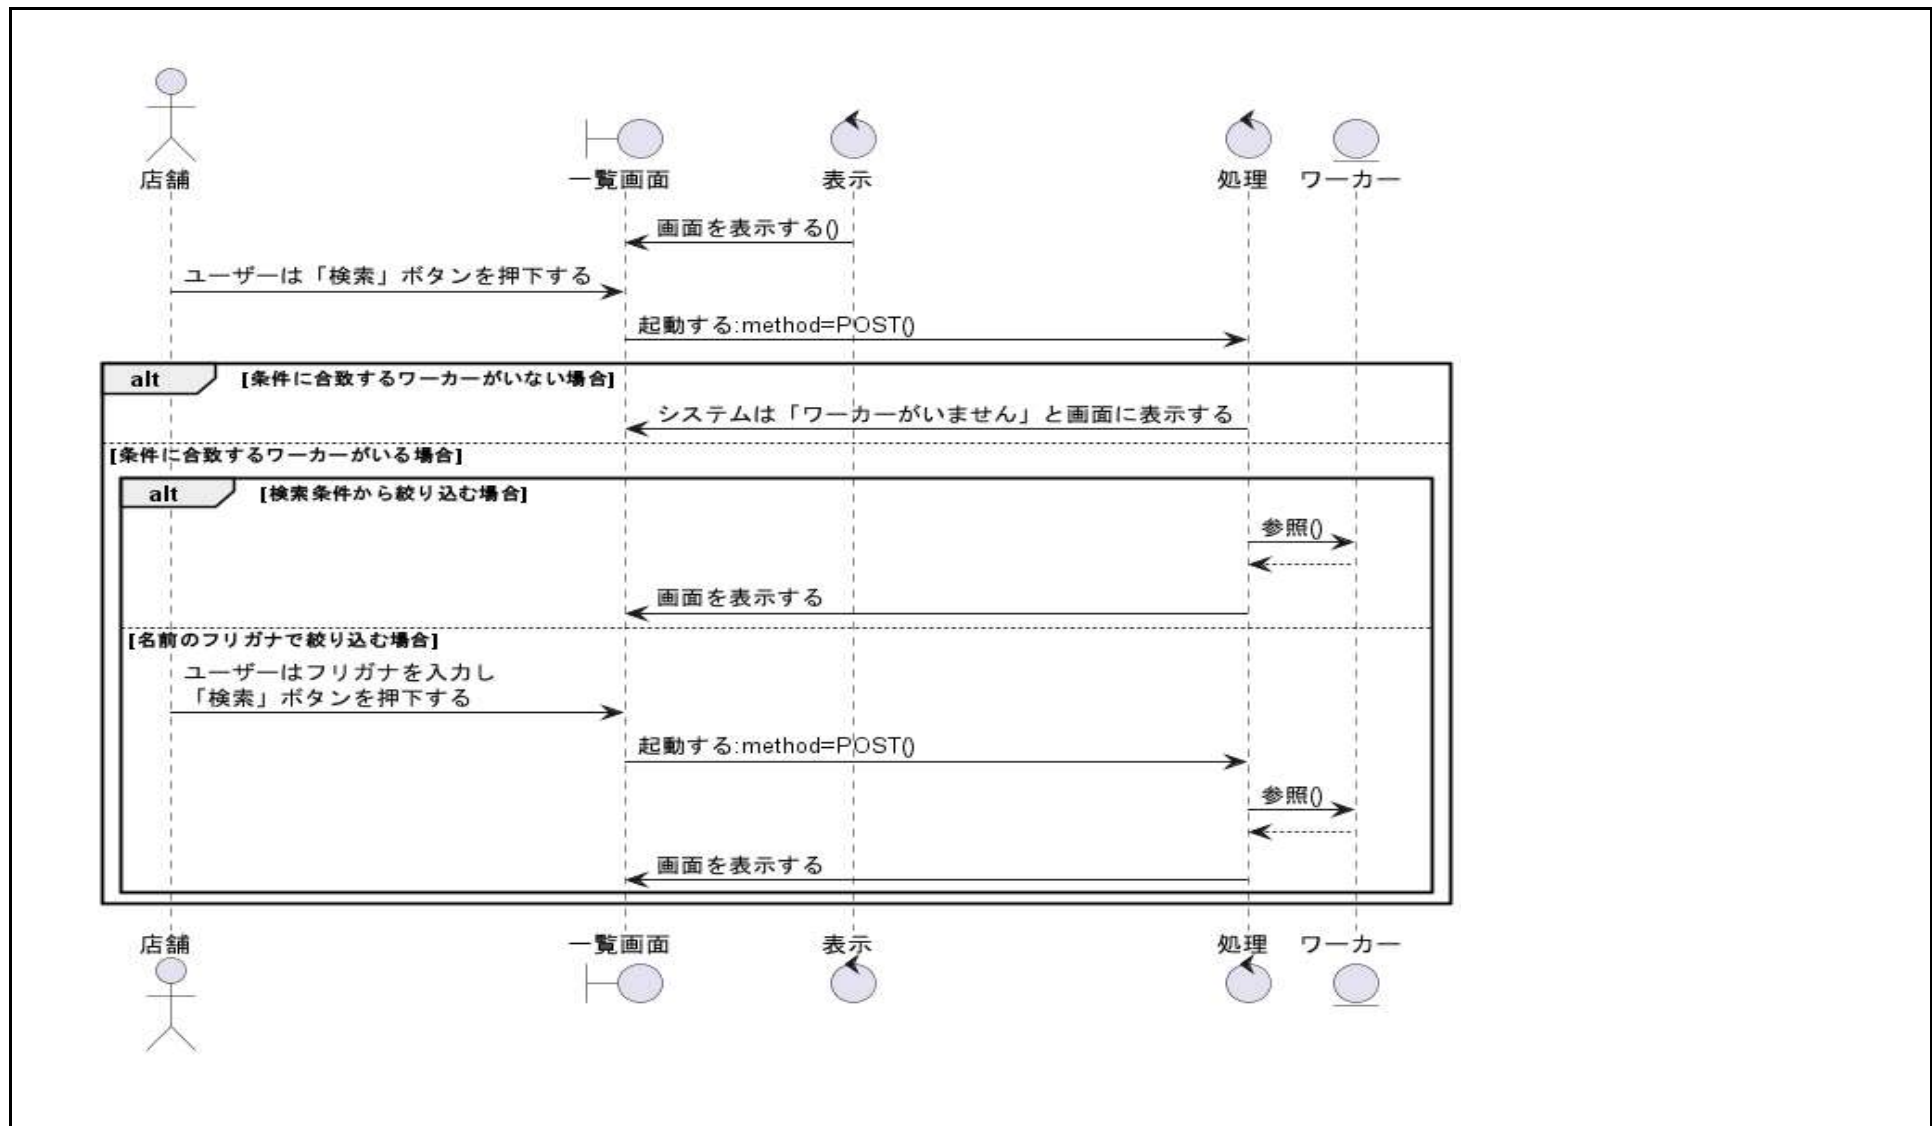 店舗
一覧画面
表示
処理
ワーカー
画面を表示する()
ユーザーは「検索」ボタンを押下する
起動する:method=POST()
alt [条件に合致するワーカーがいない場合]
システムは「ワーカーがいません」と画面に表示する
[条件に合致するワーカーがいる場合]
alt [検索条件から絞り込む場合]
参照()
画面を表示する
[名前のフリガナで絞り込む場合]
ユーザーはフリガナを入力し
「検索」ボタンを押下する
起動する:method=POST()
参照()
画面を表示する
店舗
一覧画面
表示
処理
ワーカー